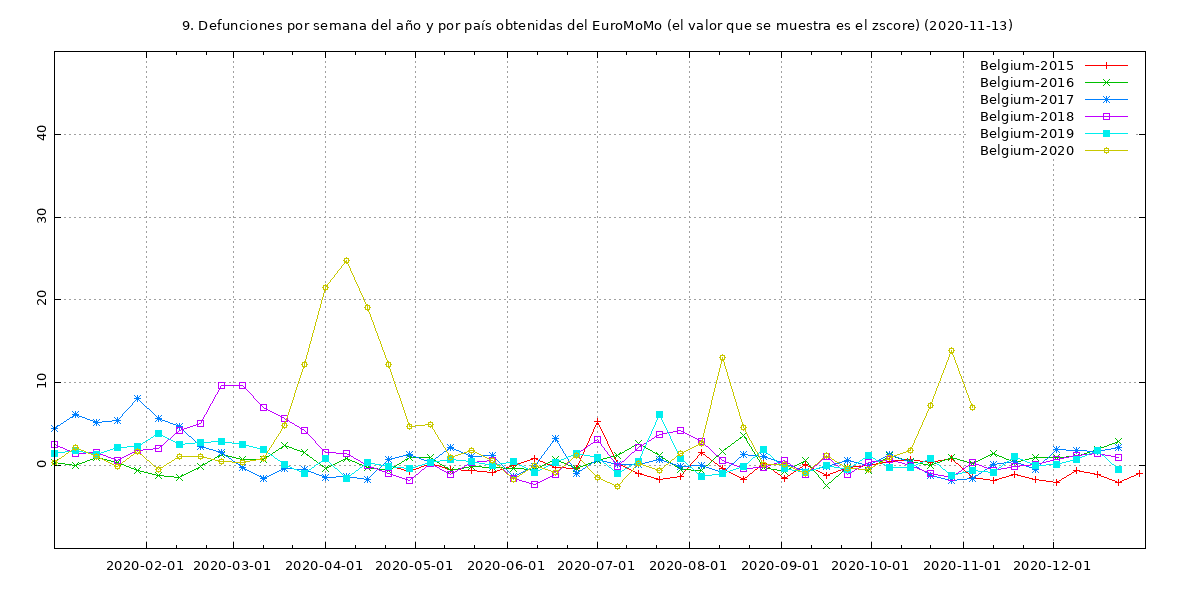 9. Defunciones por semana del año y por país obtenidas del EuroMoMo (el valor que se muestra es el zscore) (2020-11-13)
Belgium-2015
Belgium-2016
Belgium-2017
Belgium-2018
Belgium-2019
Belgium-2020
40
30
20
10
0
2020-02-01 2020-03-01 2020-04-01 2020-05-01 2020-06-01 2020-07-01 2020-08-01 2020-09-01 2020-10-01 2020-11-01 2020-12-01